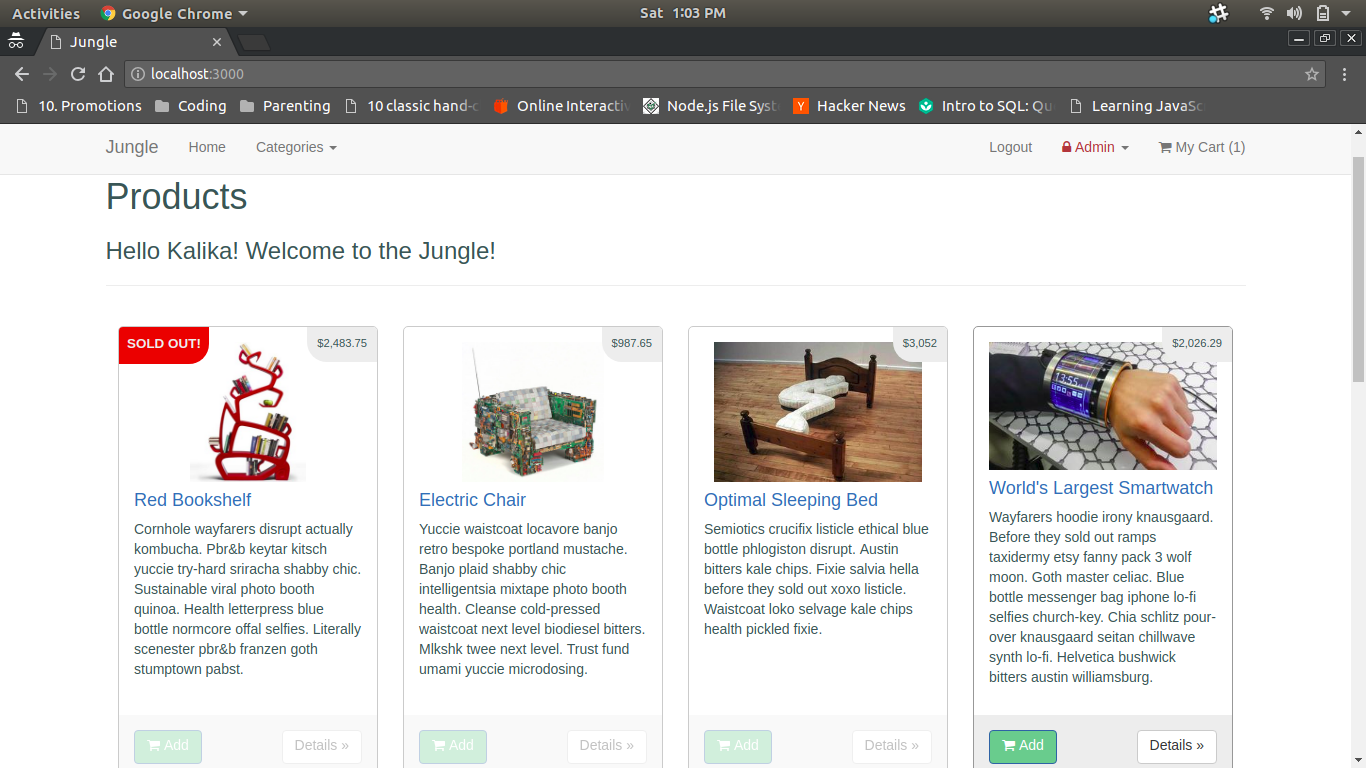 Activities Google Chrome Sat 1:03 PM
Jungle
localhost:3000
10. Promotions Coding Parenting 10 classic hand- Online Interactiv Node.js File Syst Hacker News Intro to SQL: Qu Learning JavaSc
Jungle Home Categories Logout Admin My Cart (1)
Products
Hello Kalika! Welcome to the Jungle!
SOLD OUT!
$2,483.75
Red Bookshelf
Cornhole wayfarers disrupt actually
kombucha. Pbr&b keytar kitsch
yuccie try-hard sriracha shabby chic.
Sustainable viral photo booth
quinoa. Health letterpress blue
bottle normcore offal selfies. Literally
scenester pbr&b franzen goth
stumptown pabst.
Add Details »
$987.65
Electric Chair
Yuccie waistcoat locavore banjo
retro bespoke portland mustache.
Banjo plaid shabby chic
intelligentsia mixtape photo booth
health. Cleanse cold-pressed
waistcoat next level biodiesel bitters.
Mlkshk twee next level. Trust fund
umami yuccie microdosing.
Add Details »
$3,052
Optimal Sleeping Bed
Semiotics crucifix listicle ethical blue
bottle phlogiston disrupt. Austin
bitters kale chips. Fixie salvia hella
before they sold out xoxo listicle.
Waistcoat loko selvage kale chips
health pickled fixie.
Add Details »
$2,026.29
13:55
World's Largest Smartwatch
Wayfarers hoodie irony knausgaard.
Before they sold out ramps
taxidermy etsy fanny pack 3 wolf
moon. Goth master celiac. Blue
bottle messenger bag iphone lo-fi
selfies church-key. Chia schlitz pour-
over knausgaard seitan chillwave
synth lo-fi. Helvetica bushwick
bitters austin williamsburg.
Add Details »